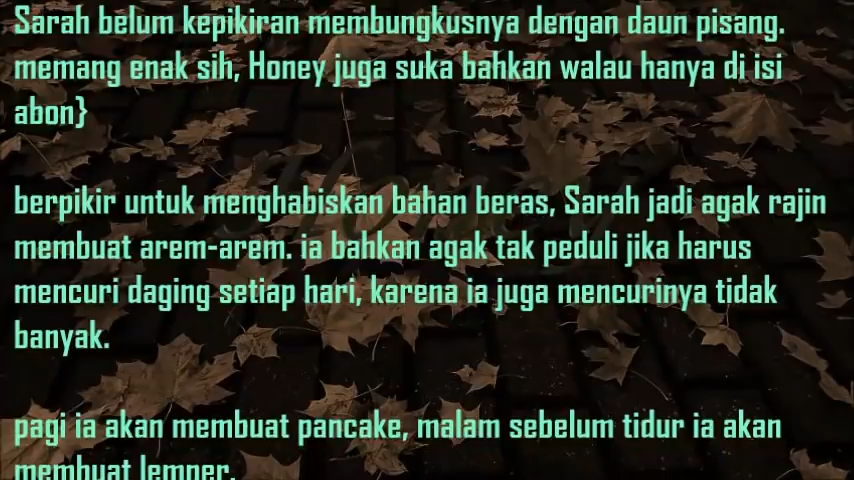 Sarah belum kepikiran membungkusnya dengan daun pisang.
memang enak sih, Honey juga suka bahkan walau hanya di isi
abon}
berpikir untuk menghabiskan bahan beras, Sarah jadi agak rajin
membuat arem-arem. ia bahkan agak tak peduli jika harus
mencuri daging setiap hari, karena ia juga mencurinya tidak
banyak.
pagi ia akan membuat pancake, malam sebelum tidur ia akan
membuat lemper.